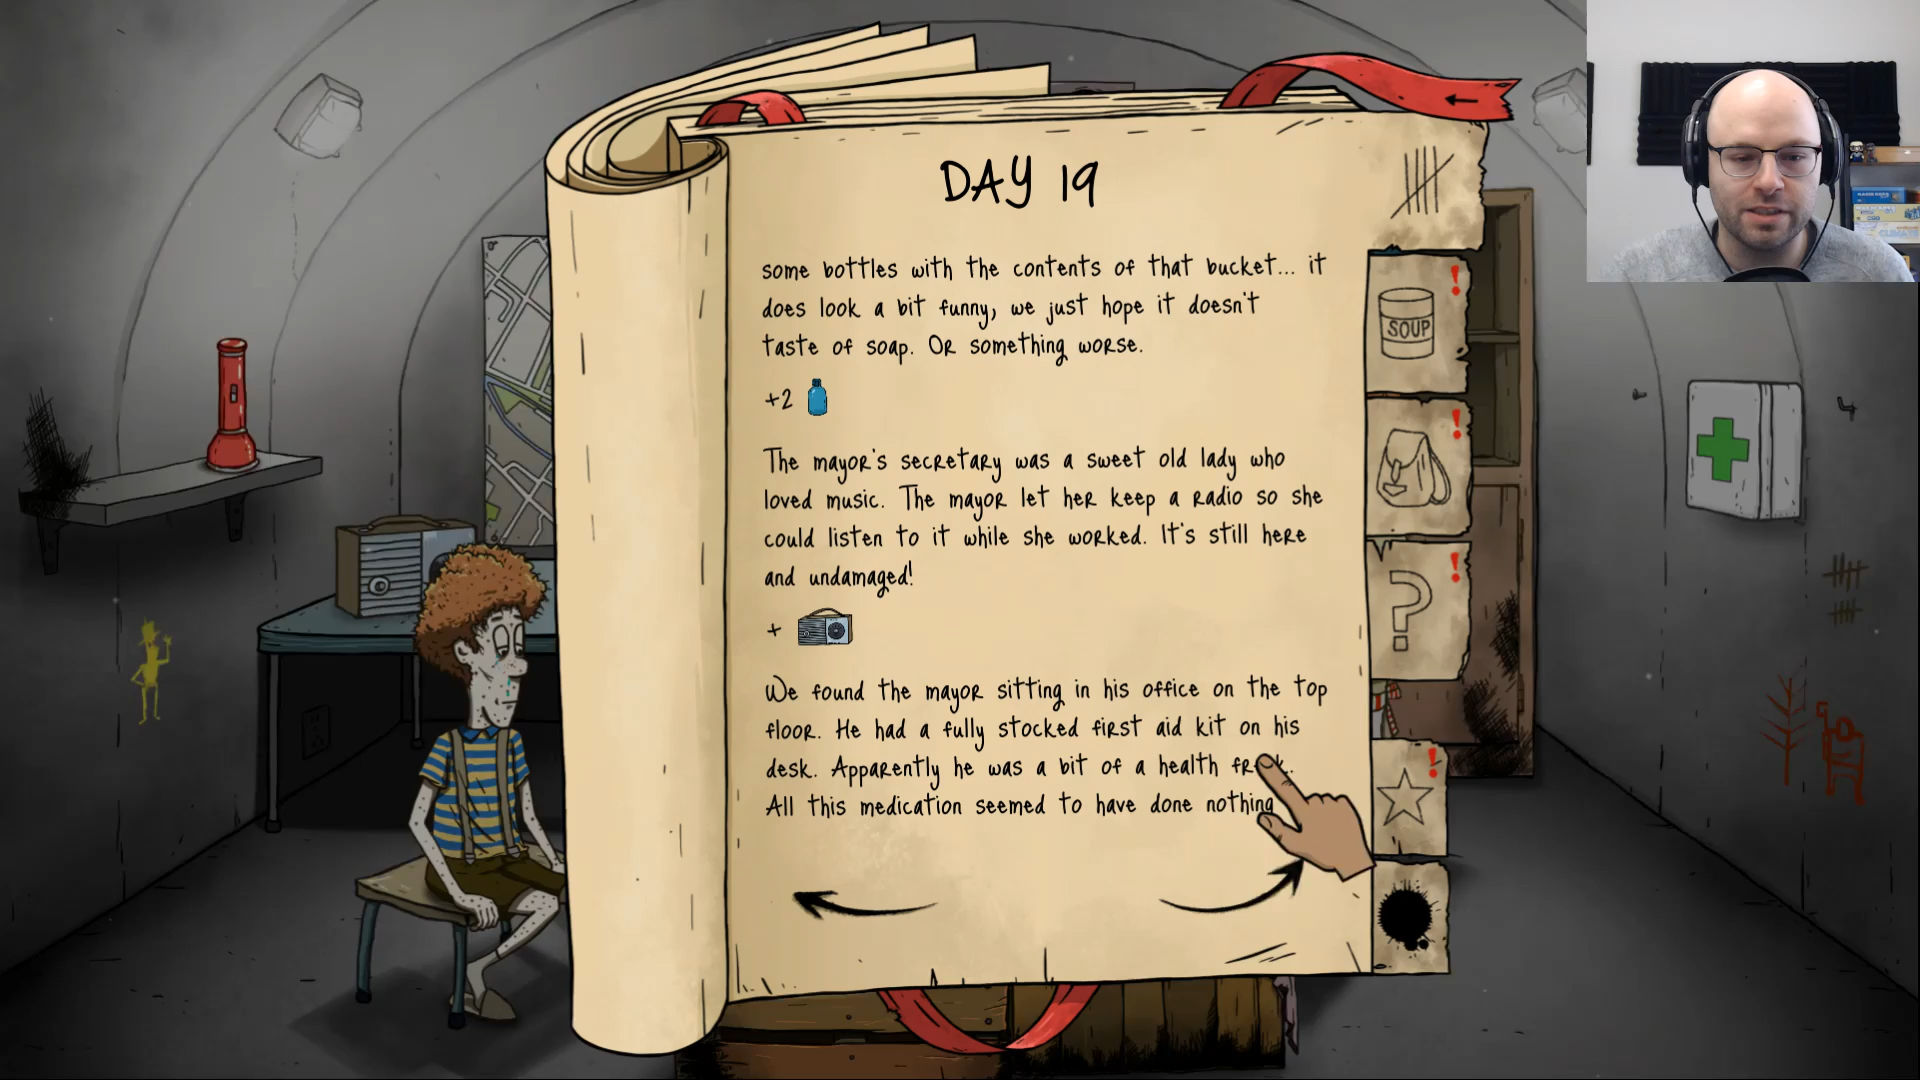 DAY 19
some bottles with the contents of that bucket... it
does look a bit funny, we just hope it doesn't
taste of soap. Or something worse.
+2
The mayor's secretary was a sweet old lady who
loved music. The mayor let her keep a radio so she
could listen to it while she worked. It's still here
and undamaged!
+
We found the mayor sitting in his office on the top
floor. He had a fully stocked first aid kit on his
desk. Apparently he was a bit of a health
All this medication seemed to have done nothing
SOUP
!
!
?
!
!